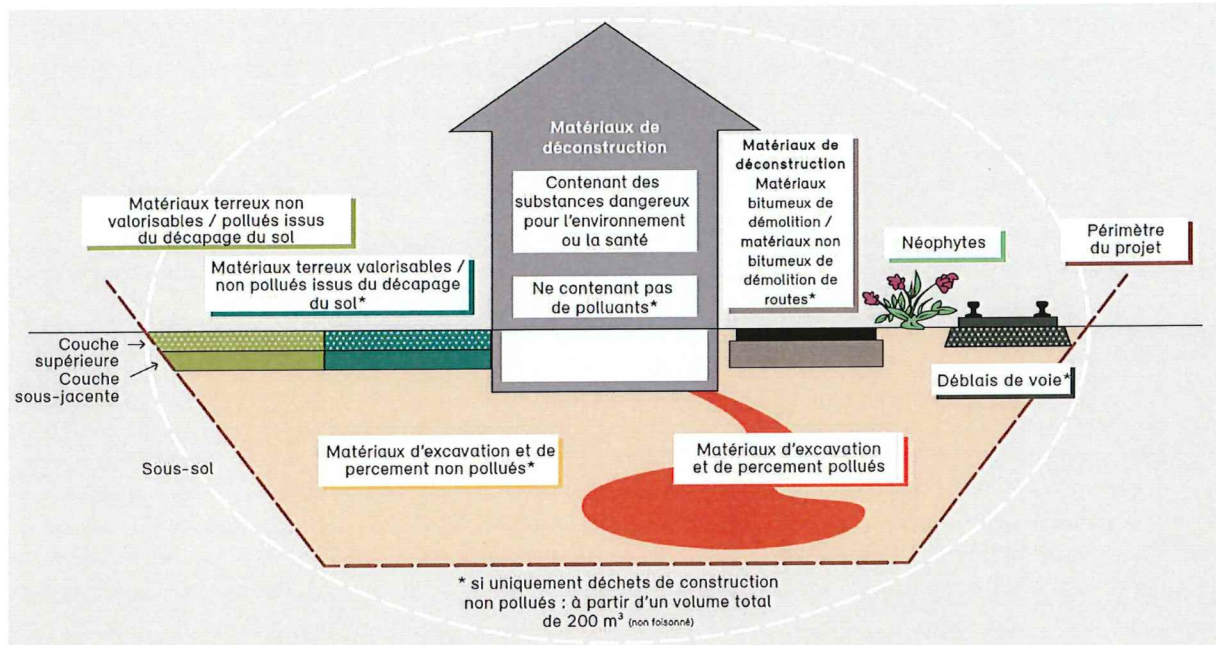 Matériaux de
déconstruction
Contenant des
substances dangereux
pour l'environnement
ou la santé
Ne contenant pas
de polluants*
Matériaux de
déconstruction
Matériaux
bitumeux de
démolition /
matériaux non
bitumeux de
démolition de
routes*
Matériaux terreux non
valorisables / pollués issus
du décapage du sol
Matériaux terreux valorisables /
non pollués issus du décapage
du sol*
Néophytes
Périmètre
du projet
Couche
supérieure
Couche
sous-jacente
Déblais de voie*
Sous-sol
Matériaux d'excavation et de
percement non pollués*
Matériaux d'excavation
et de percement pollués
* si uniquement déchets de construction
non pollués : à partir d'un volume total
de 200 m³ (non foisonné)